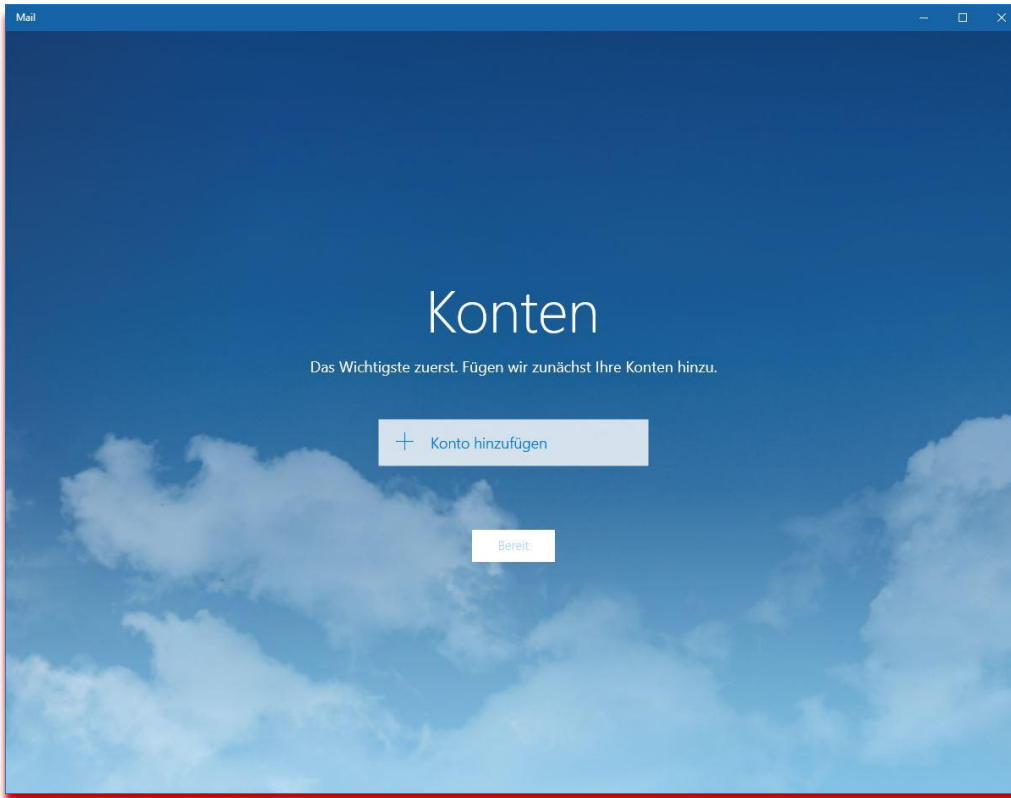 Mail
Konten
Das Wichtigste zuerst. Fügen wir zunächst Ihre Konten hinzu.
Konto hinzufügen
Bereit